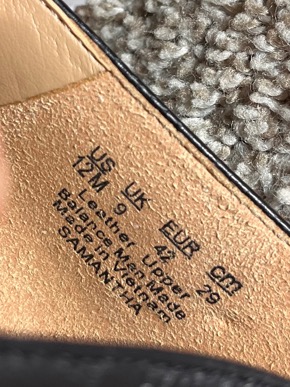 US UK EUR cm
12M 9 42 29
Leather Upper
Balance Man Made
Made in Vietnam
SAMANTHA